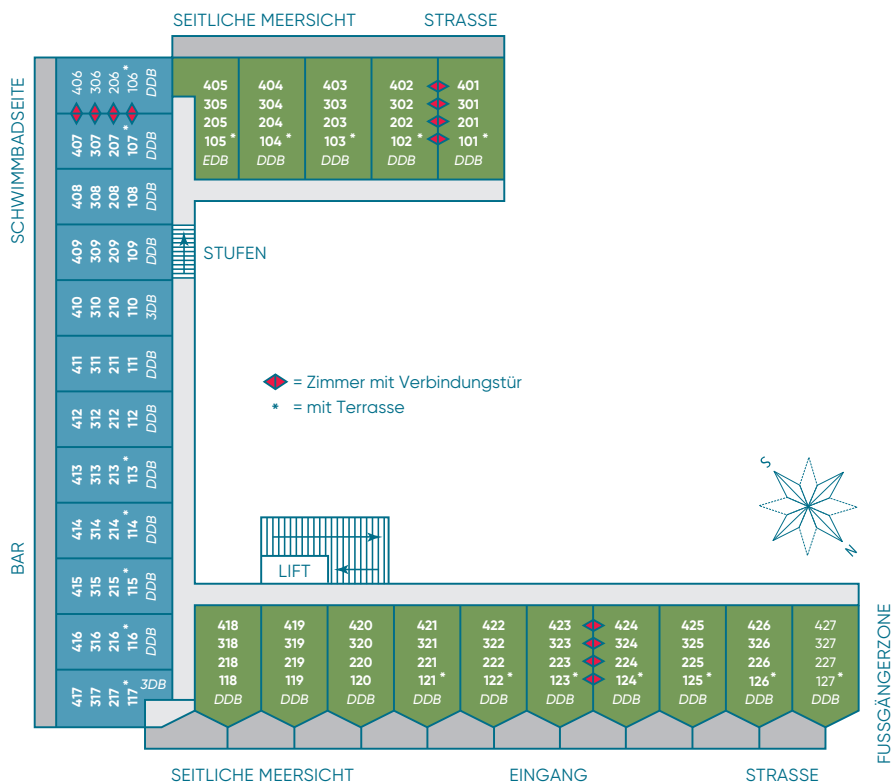 SEITLICHE MEERSICHT
STRASSE
SCHWIMMBADSEITE
BAR
406
306
206
106 *
DDB
407
307
207
107 *
DDB
408
308
208
108
DDB
409
309
209
109
DDB
410
310
210
110
3DB
411
311
211
111
DDB
412
312
212
112
DDB
413
313
213
113 *
DDB
414
314
214
114 *
DDB
415
315
215
115 *
DDB
416
316
216
116 *
DDB
417
317
217
117 *
3DB
405
305
205
105 *
EDB
404
304
204
104 *
DDB
403
303
203
103 *
DDB
402
302
202
102 *
DDB
401
301
201
101 *
DDB
STUFEN
= Zimmer mit Verbindungstür
* = mit Terrasse
S
N
LIFT
418
318
218
118
DDB
419
319
219
119
DDB
420
320
220
120
DDB
421
321
221
121 *
DDB
422
322
222
122 *
DDB
423
323
223
123 *
DDB
424
324
224
124 *
DDB
425
325
225
125 *
DDB
426
326
226
126 *
DDB
427
327
227
127 *
DDB
FUSSGÄNGERZONE
SEITLICHE MEERSICHT
EINGANG
STRASSE